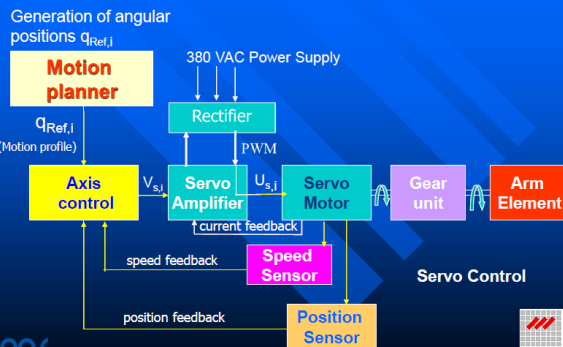 Generation of angular
positions qRef,i
380 VAC Power Supply
Motion
planner
Rectifier
qRef,i
(Motion profile)
PWM
Axis
control
Vs,i
Servo
Amplifier
Us,i
Servo
Motor
Gear
unit
Arm
Element
current feedback
speed feedback
Speed
Sensor
Servo Control
position feedback
Position
Sensor